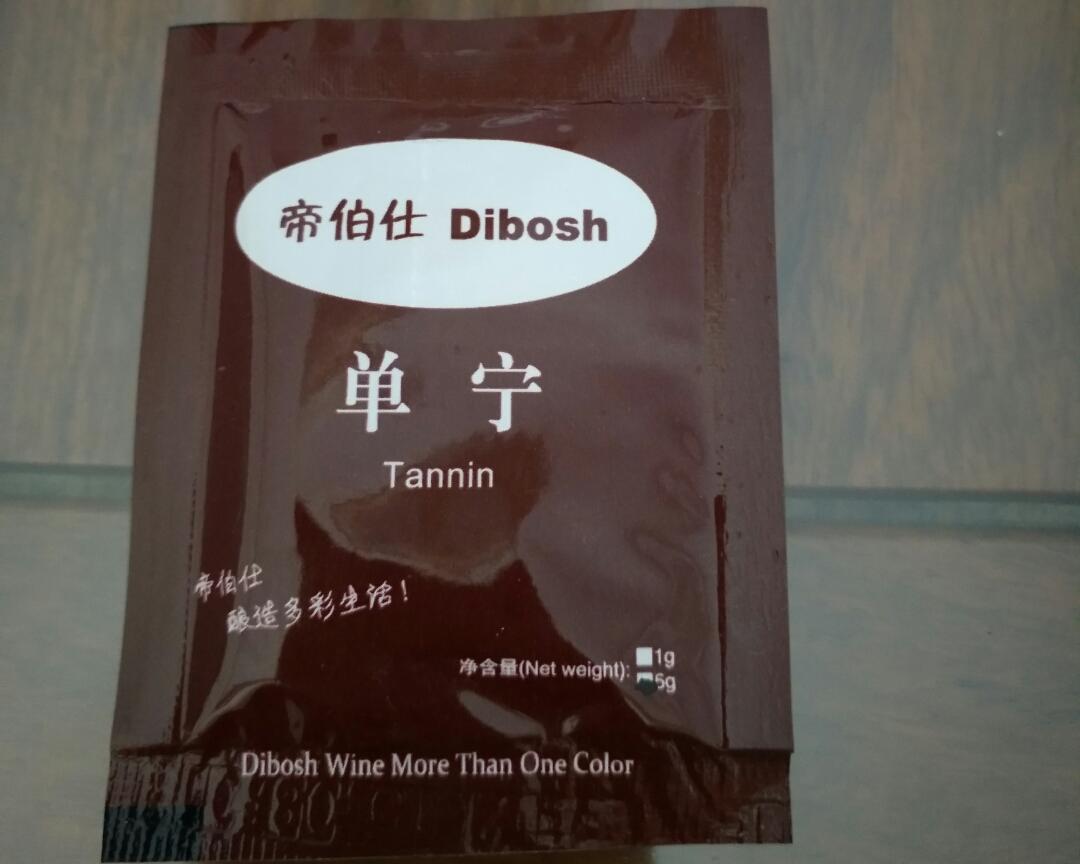 帝伯仕 Dibosh
单宁
Tannin
帝伯仕
酿造多彩生活！
净含量(Net weight): 1g
5g
Dibosh Wine More Than One Color